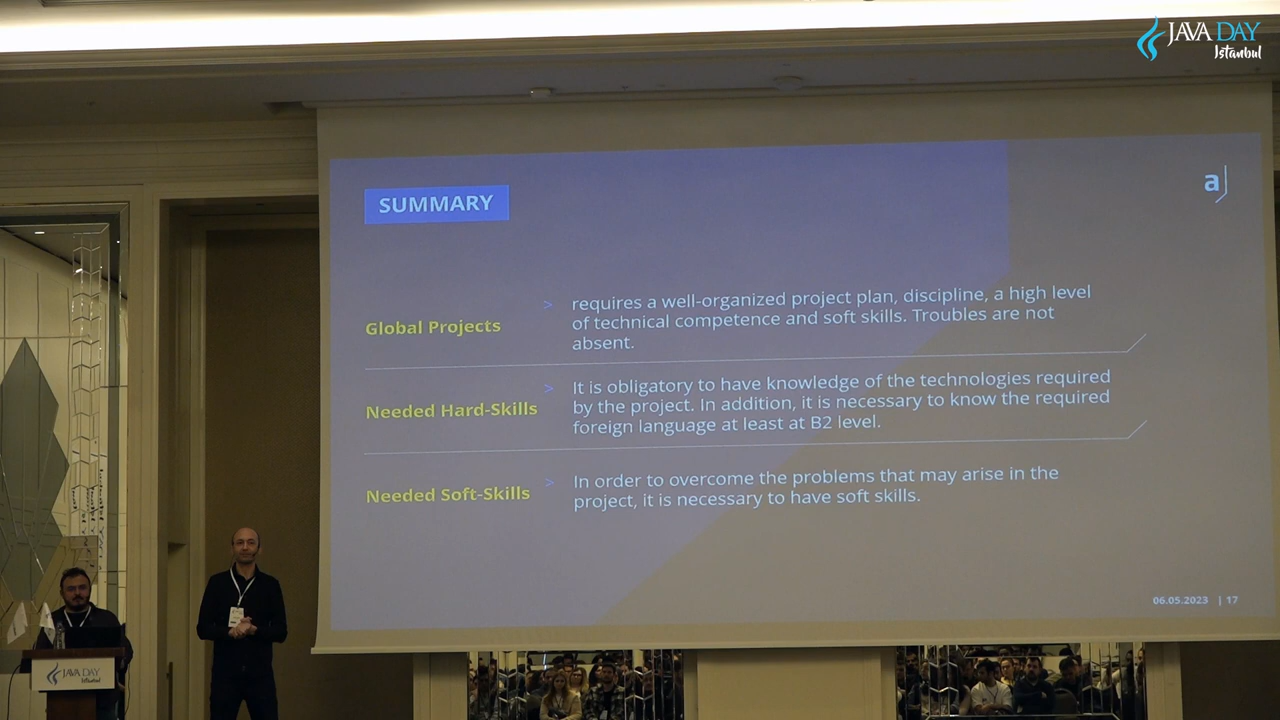 JAVA DAY
Istanbul
SUMMARY
a
Global Projects
> requires a well-organized project plan, discipline, a high level
of technical competence and soft skills. Troubles are not
absent.
Needed Hard-Skills
> It is obligatory to have knowledge of the technologies required
by the project. In addition, it is necessary to know the required
foreign language at least at B2 level.
Needed Soft-Skills
> In order to overcome the problems that may arise in the
project, it is necessary to have soft skills.
06.05.2023 | 17
JAVA DAY
Istanbul